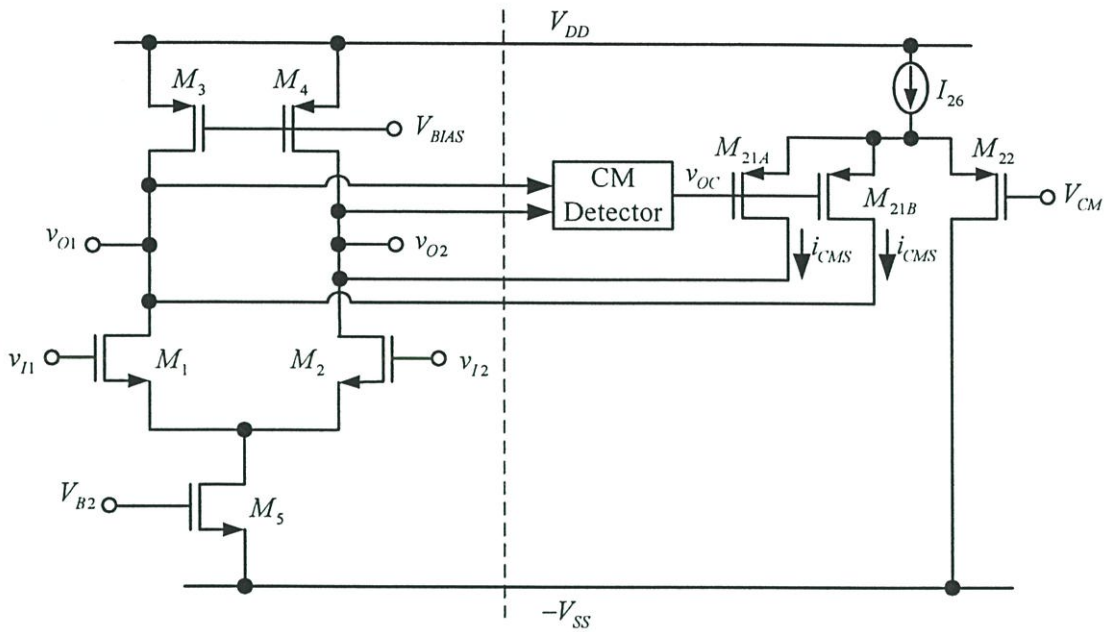 V_DD
M_3
M_4
I_26
V_BIAS
M_21A
M_22
CM
Detector
v_OC
M_21B
V_CM
v_O1
v_O2
i_CMS
i_CMS
v_I1
M_1
M_2
v_I2
V_B2
M_5
-V_SS